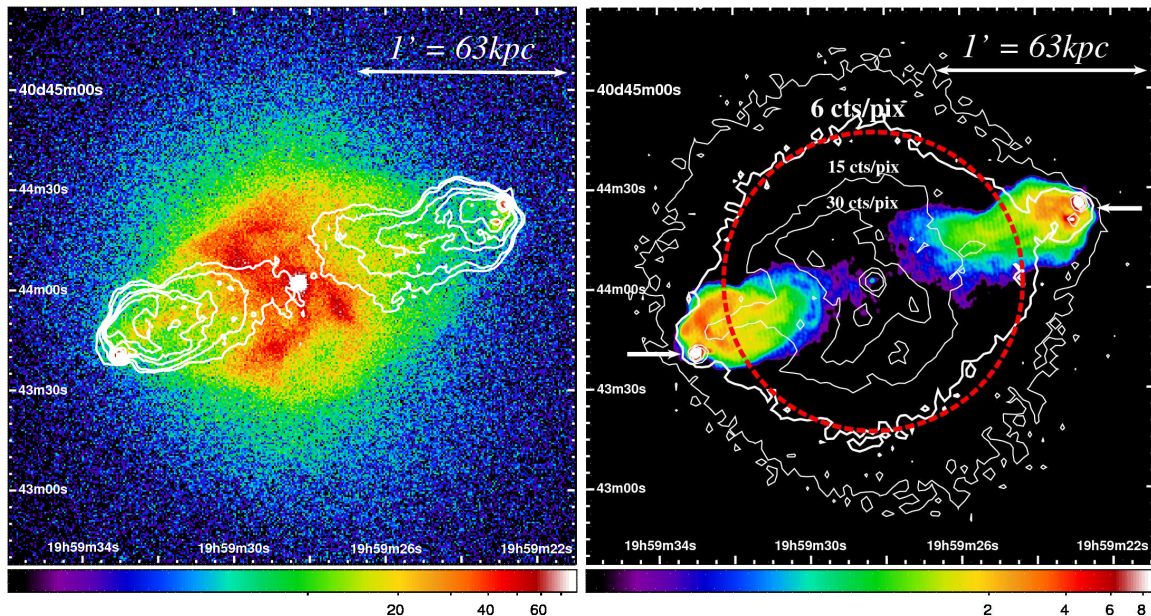 1' = 63kpc
40d45m00s
44m30s
44m00s
43m30s
43m00s
19h59m34s 19h59m30s 19h59m26s 19h59m22s
20 40 60
1' = 63kpc
40d45m00s
6 cts/pix
15 cts/pix
44m30s
30 cts/pix
44m00s
43m30s
43m00s
19h59m34s 19h59m30s 19h59m26s 19h59m22s
2 4 6 8